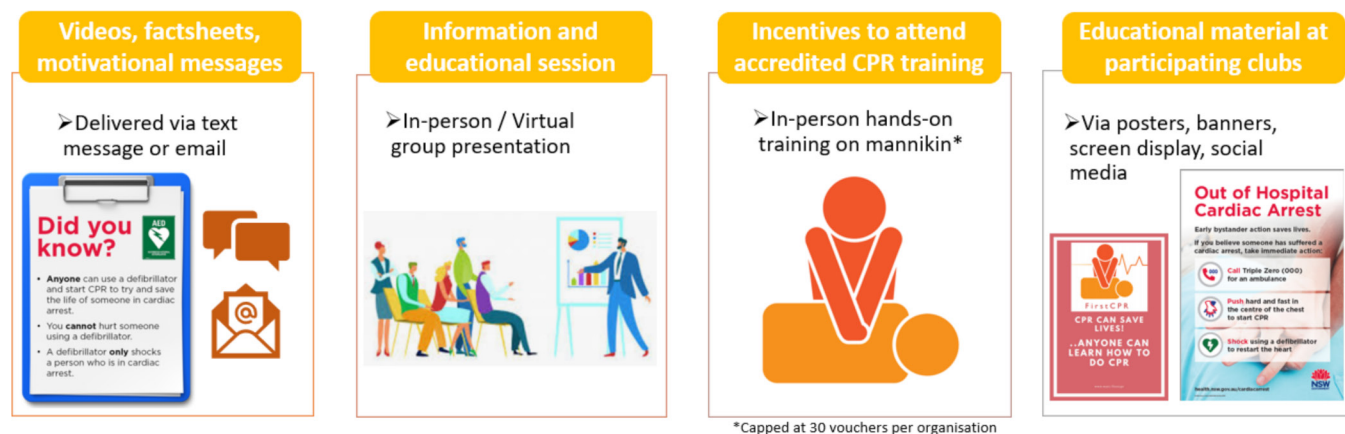 Videos, factsheets,
motivational messages
➢Delivered via text
message or email
Did you
know?
AED
• Anyone can use a defibrillator
and start CPR to try and save
the life of someone in cardiac
arrest.
• You cannot hurt someone
using a defibrillator.
• A defibrillator only shocks
a person who is in cardiac
arrest.
@
Information and
educational session
➢In-person / Virtual
group presentation
Incentives to attend
accredited CPR training
➢In-person hands-on
training on mannikin*
*Capped at 30 vouchers per organisation
Educational material at
participating clubs
➢Via posters, banners,
screen display, social
media
FirstCPR
CPR CAN SAVE
LIVES!
..ANYONE CAN
LEARN HOW TO
DO CPR
Out of Hospital
Cardiac Arrest
Early bystander action saves lives.
If you believe someone has suffered a
cardiac arrest, take immediate action:
Call Triple Zero (000)
for an ambulance
Push hard and fast in
the centre of the chest
to start CPR
Shock using a defibrillator
to restart the heart
NSW